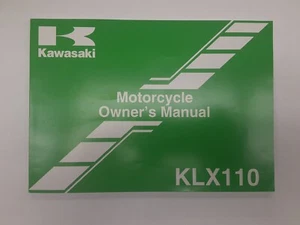 Kawasaki
Motorcycle
Owner's Manual
KLX110